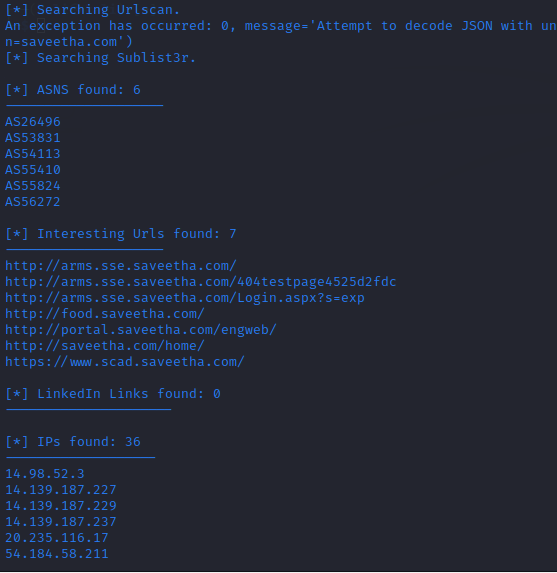 [*] Searching Urlscan.
An exception has occurred: 0, message='Attempt to decode JSON with un
n=saveetha.com')
[*] Searching Sublist3r.
[*] ASNS found: 6
--------------------
AS26496
AS53831
AS54113
AS55410
AS55824
AS56272
[*] Interesting Urls found: 7
--------------------
http://arms.sse.saveetha.com/
http://arms.sse.saveetha.com/404testpage4525d2fdc
http://arms.sse.saveetha.com/Login.aspx?s=exp
http://food.saveetha.com/
http://portal.saveetha.com/engweb/
http://saveetha.com/home/
https://www.scad.saveetha.com/
[*] LinkedIn Links found: 0
---------------------
[*] IPs found: 36
-------------------
14.98.52.3
14.139.187.227
14.139.187.229
14.139.187.237
20.235.116.17
54.184.58.211